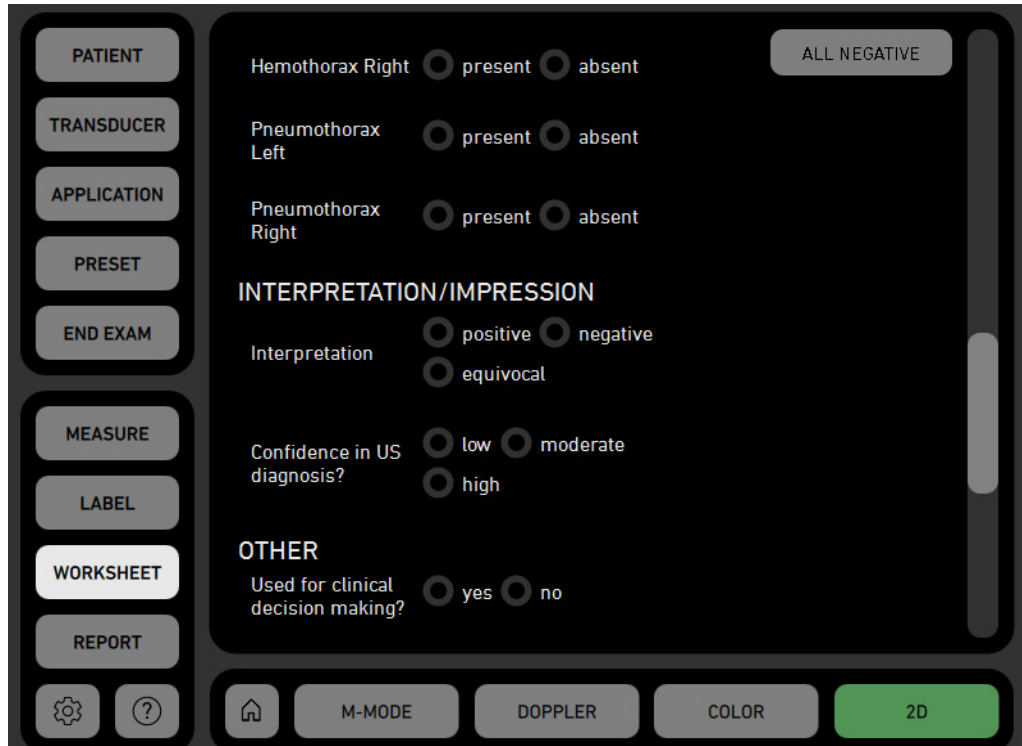 PATIENT
TRANSDUCER
APPLICATION
PRESET
END EXAM
MEASURE
LABEL
WORKSHEET
REPORT
?
ALL NEGATIVE
Hemothorax Right present absent
Pneumothorax
Left
present absent
Pneumothorax
Right
present absent
INTERPRETATION/IMPRESSION
Interpretation
positive negative
equivocal
Confidence in US
diagnosis?
low moderate
high
OTHER
Used for clinical
decision making?
yes no
M-MODE DOPPLER COLOR 2D